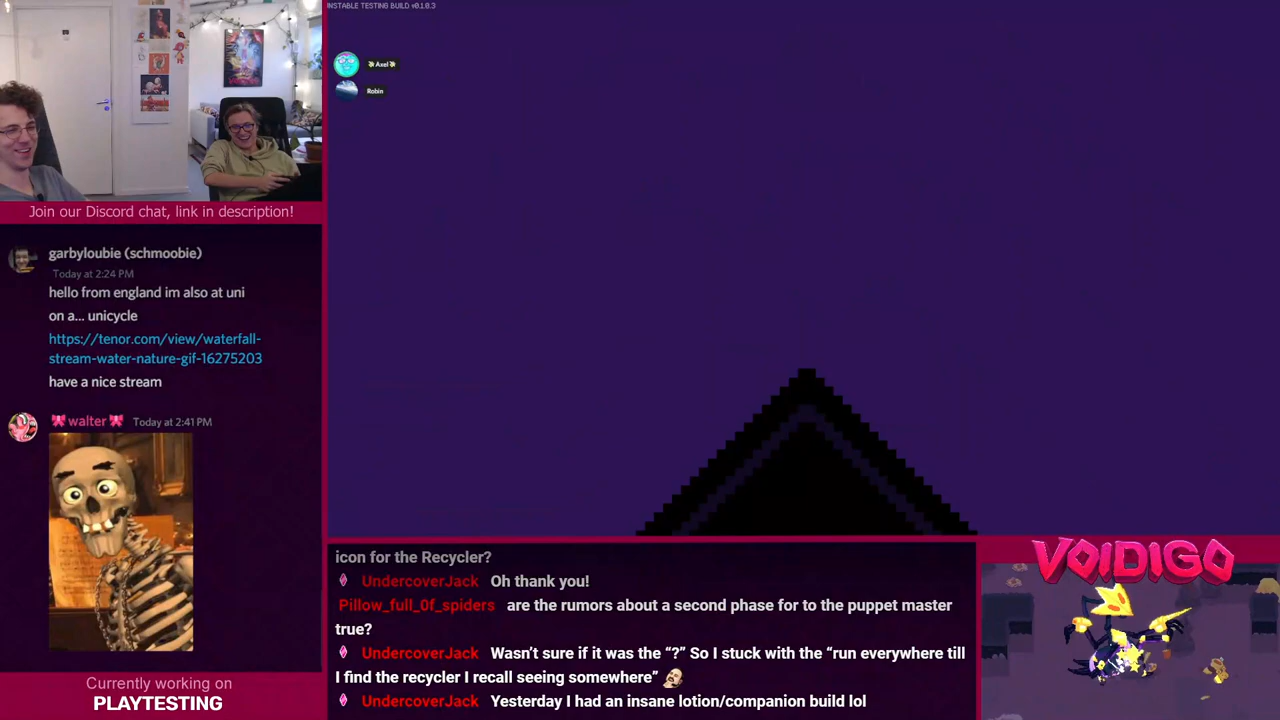 UNSTABLE TESTING BUILD v0.1.0.3
Axel
Robin
Join our Discord chat, link in description!
garbyloubie (schmoobie)
Today at 2:24 PM
hello from england im also at uni
on a... unicycle
https://tenor.com/view/waterfall-
stream-water-nature-gif-16275203
have a nice stream
walter Today at 2:41 PM
Currently working on
PLAYTESTING
icon for the Recycler?
UndercoverJack Oh thank you!
Pillow_full_0f_spiders are the rumors about a second phase for to the puppet master
true?
UndercoverJack Wasn't sure if it was the “?” So I stuck with the “run everywhere till
I find the recycler I recall seeing somewhere”
UndercoverJack Yesterday I had an insane lotion/companion build lol
VOIDIGO